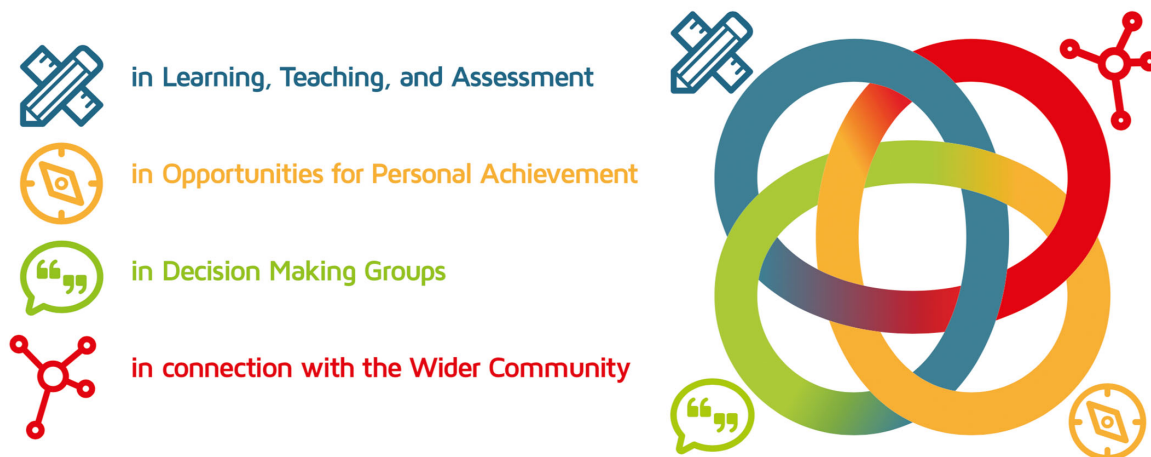 in Learning, Teaching, and Assessment
in Opportunities for Personal Achievement
in Decision Making Groups
in connection with the Wider Community